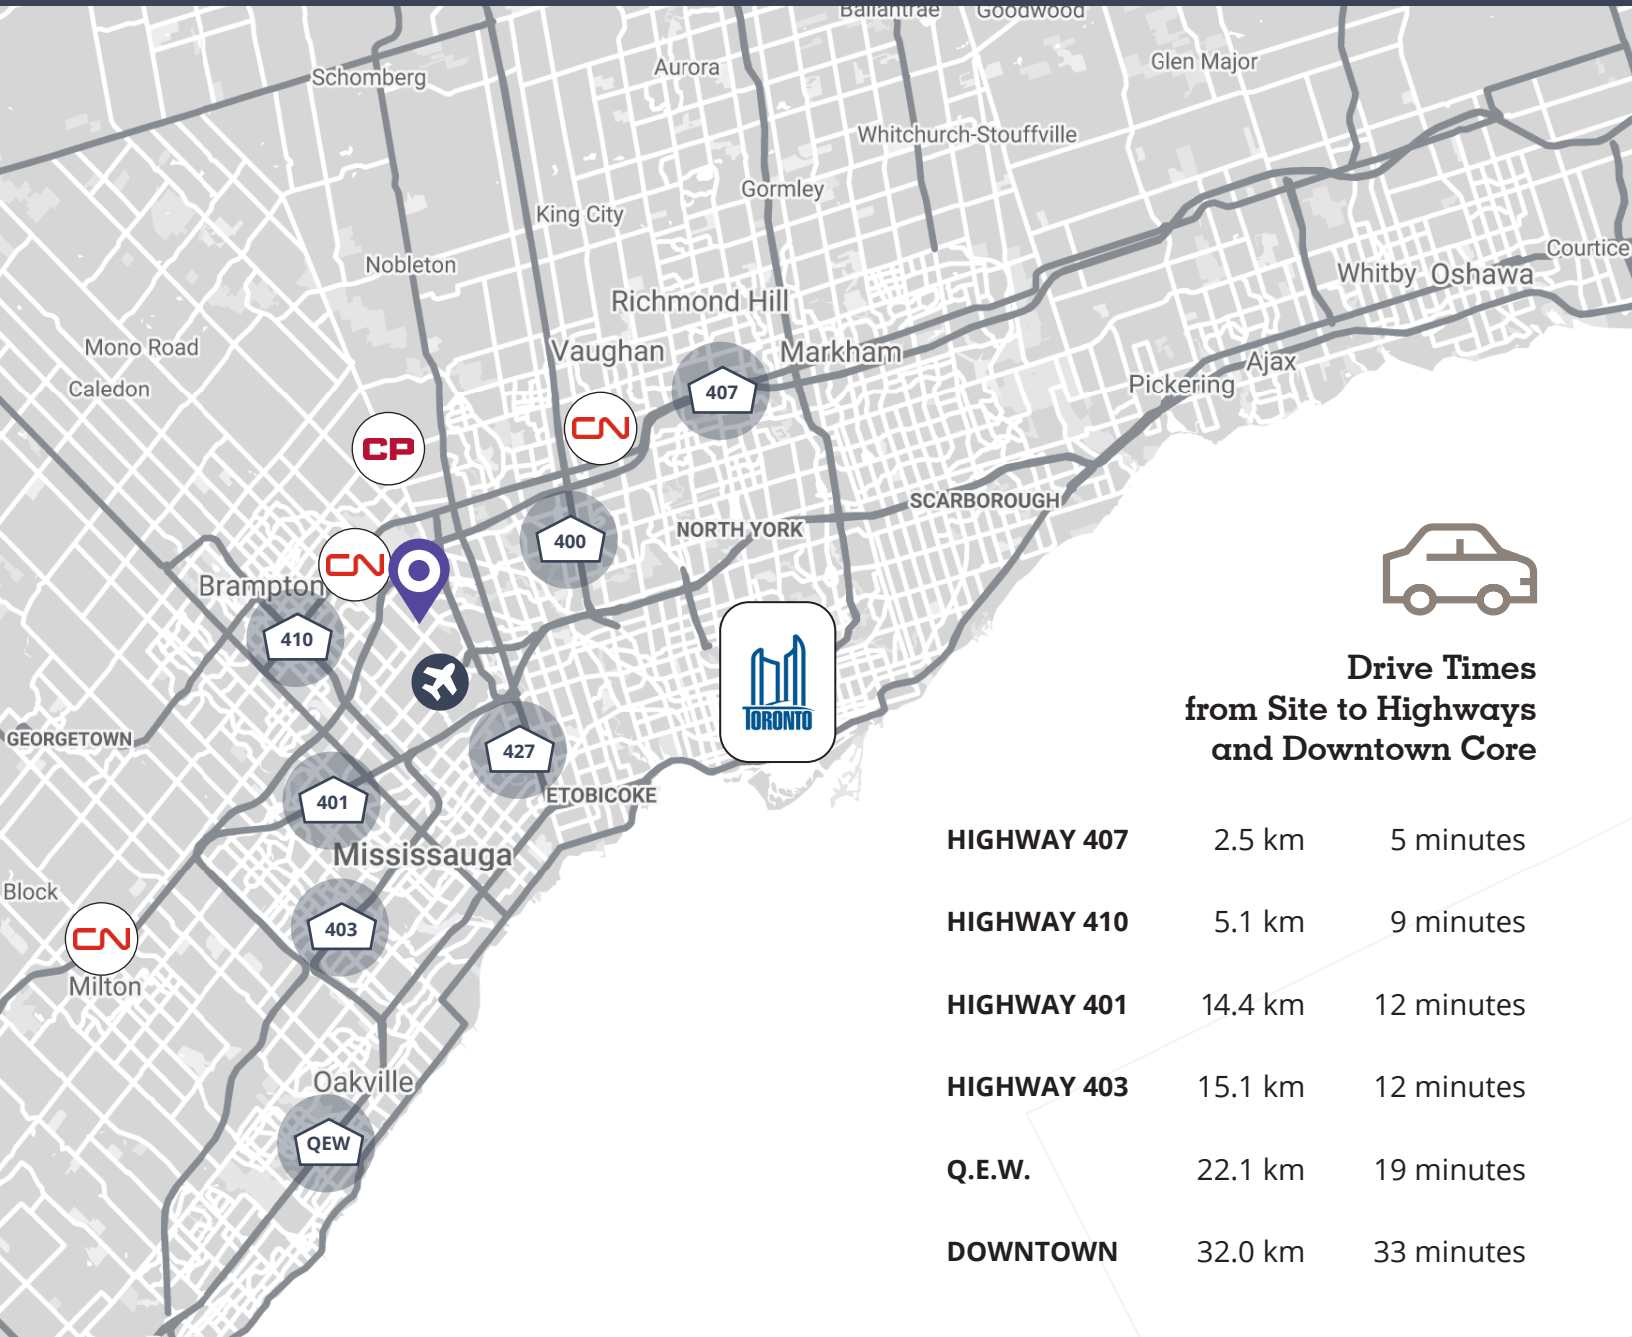 Ballantrae
Goodwood
Schomberg
Aurora
Glen Major
Whitchurch-Stouffville
Gormley
King City
Nobleton
Courtice
Whitby
Oshawa
Richmond Hill
Mono Road
Vaughan
Markham
Ajax
Caledon
Pickering
407
CN
CP
SCARBOROUGH
NORTH YORK
400
CN
Brampton
410
TORONTO
GEORGETOWN
427
ETOBICOKE
401
Mississauga
Block
403
CN
Milton
Oakville
QEW
Drive Times
from Site to Highways
and Downtown Core
HIGHWAY 407 2.5 km 5 minutes
HIGHWAY 410 5.1 km 9 minutes
HIGHWAY 401 14.4 km 12 minutes
HIGHWAY 403 15.1 km 12 minutes
Q.E.W. 22.1 km 19 minutes
DOWNTOWN 32.0 km 33 minutes